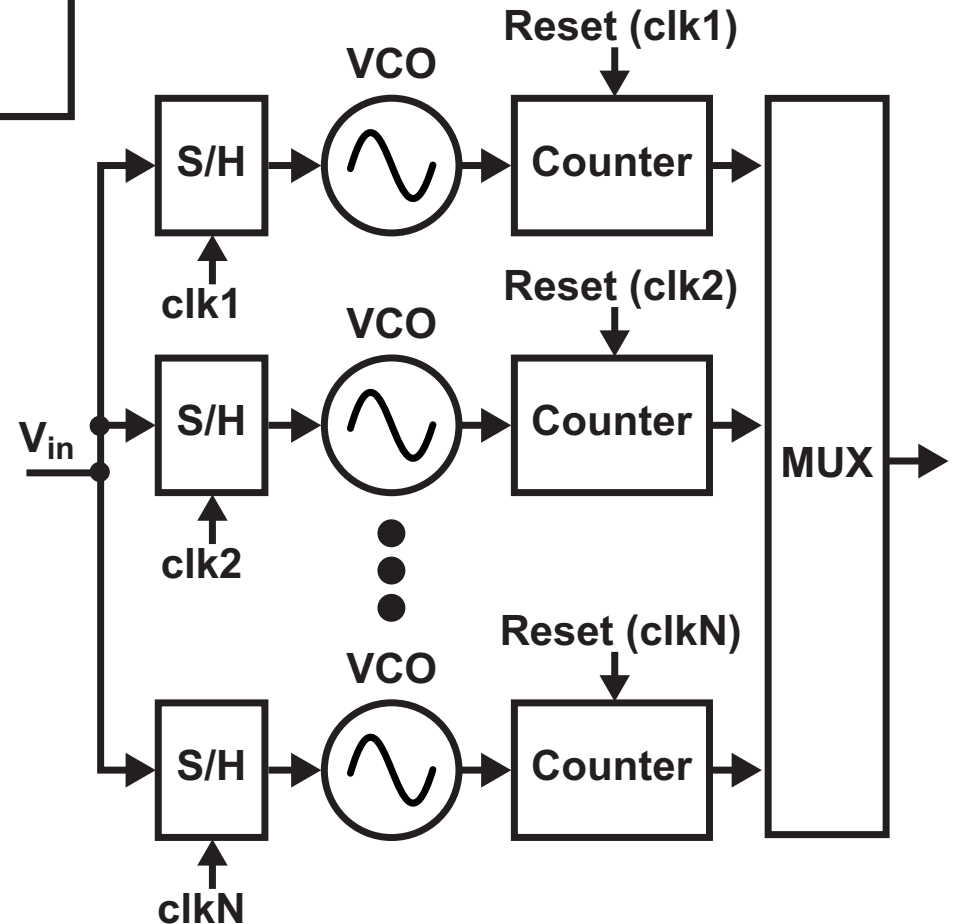 Reset (clk1)
VCO
S/H
Counter
clk1
Reset (clk2)
VCO
S/H
Counter
Vin
MUX
clk2
Reset (clkN)
VCO
S/H
Counter
clkN